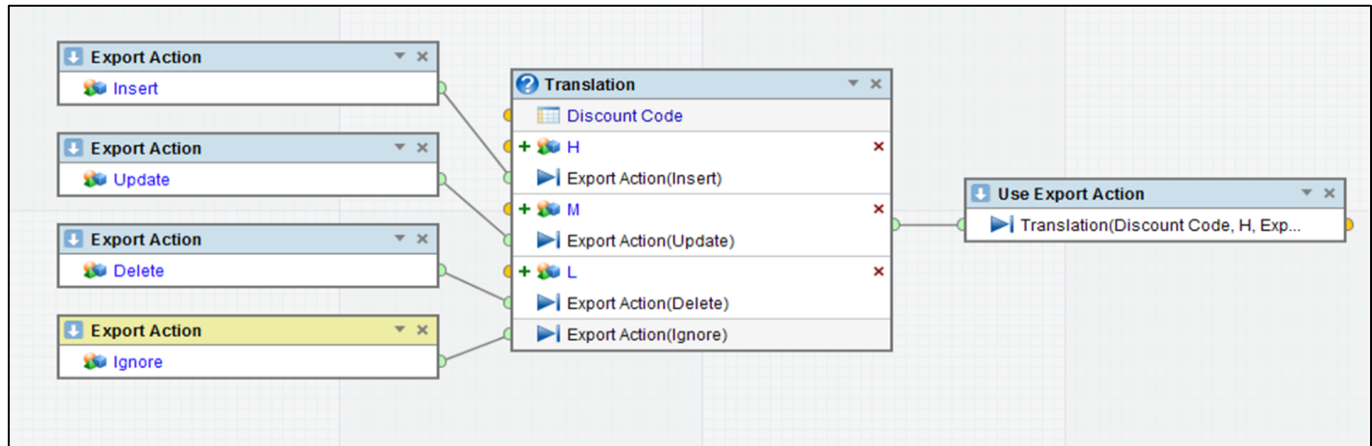 Export Action
Insert
Export Action
Update
Export Action
Delete
Export Action
Ignore
Translation
Discount Code
H
Export Action(Insert)
M
Export Action(Update)
L
Export Action(Delete)
Export Action(Ignore)
Use Export Action
Translation(Discount Code, H, Exp...